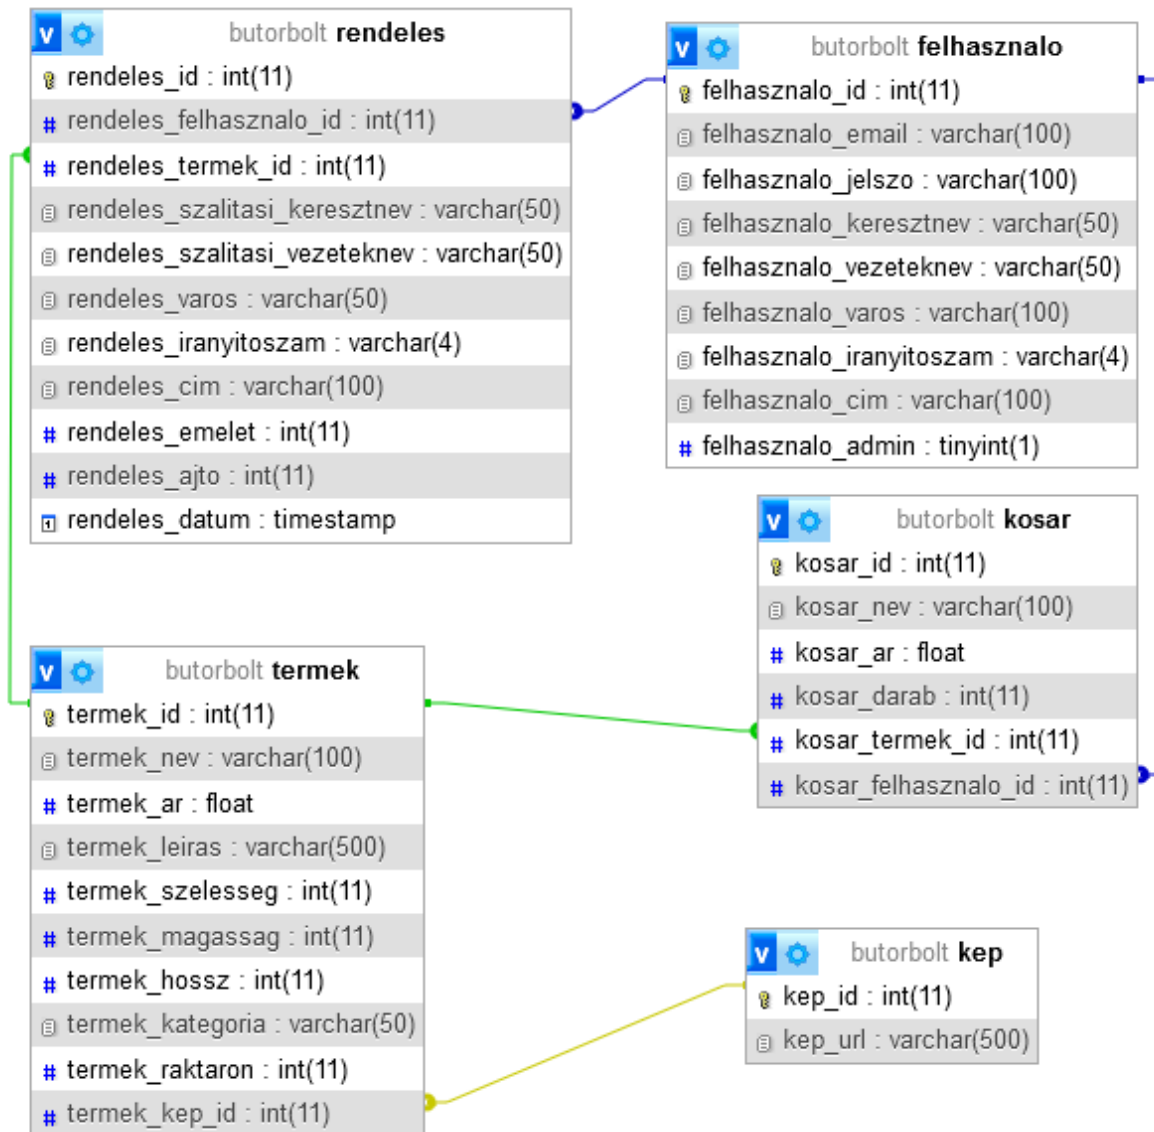 butorbolt rendeles
rendeles_id : int(11)
rendeles_felhasznalo_id : int(11)
rendeles_termek_id : int(11)
rendeles_szalitasi_keresztnev : varchar(50)
rendeles_szalitasi_vezeteknev : varchar(50)
rendeles_varos : varchar(50)
rendeles_iranyitoszam : varchar(4)
rendeles_cim : varchar(100)
rendeles_emelet : int(11)
rendeles_ajto : int(11)
rendeles_datum : timestamp
butorbolt felhasznalo
felhasznalo_id : int(11)
felhasznalo_email : varchar(100)
felhasznalo_jelszo : varchar(100)
felhasznalo_keresztnev : varchar(50)
felhasznalo_vezeteknev : varchar(50)
felhasznalo_varos : varchar(100)
felhasznalo_iranyitoszam : varchar(4)
felhasznalo_cim : varchar(100)
felhasznalo_admin : tinyint(1)
butorbolt kosar
kosar_id : int(11)
kosar_nev : varchar(100)
kosar_ar : float
kosar_darab : int(11)
kosar_termek_id : int(11)
kosar_felhasznalo_id : int(11)
butorbolt termek
termek_id : int(11)
termek_nev : varchar(100)
termek_ar : float
termek_leiras : varchar(500)
termek_szelesseg : int(11)
termek_magassag : int(11)
termek_hossz : int(11)
termek_kategoria : varchar(50)
termek_raktaron : int(11)
termek_kep_id : int(11)
butorbolt kep
kep_id : int(11)
kep_url : varchar(500)